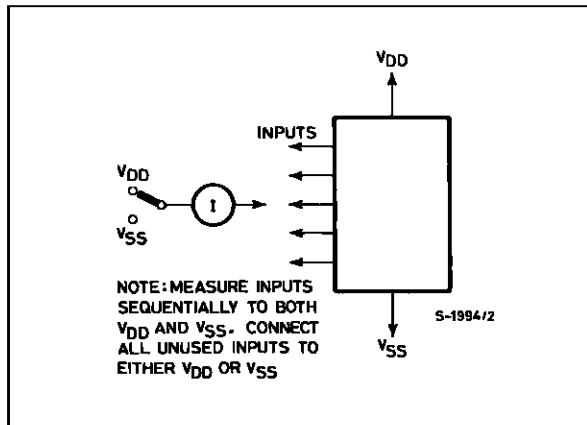 VDD
INPUTS
VDD
I
VSS
NOTE: MEASURE INPUTS
SEQUENTIALLY TO BOTH
VDD AND VSS. CONNECT
ALL UNUSED INPUTS TO
EITHER VDD OR VSS
S-1994/2
VSS